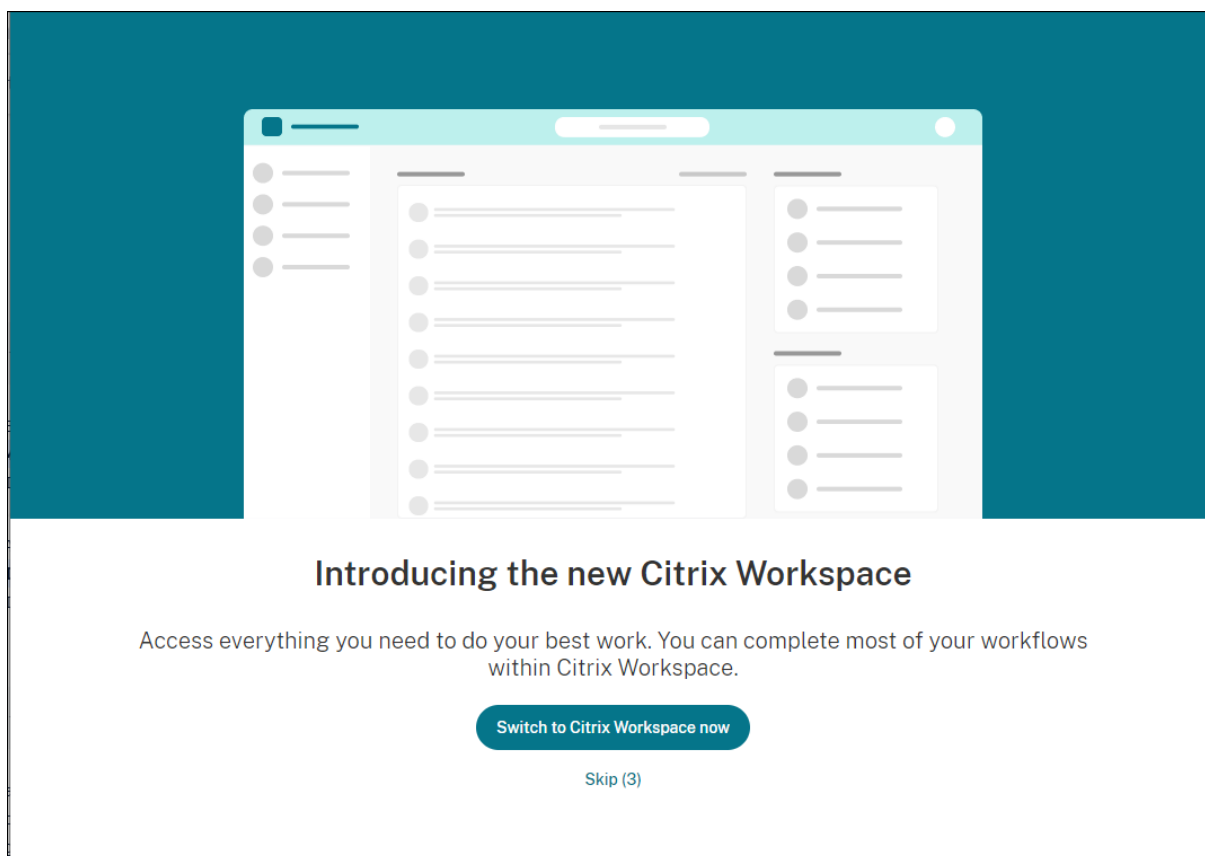 Introducing the new Citrix Workspace
Access everything you need to do your best work. You can complete most of your workflows
within Citrix Workspace.
Switch to Citrix Workspace now
Skip (3)